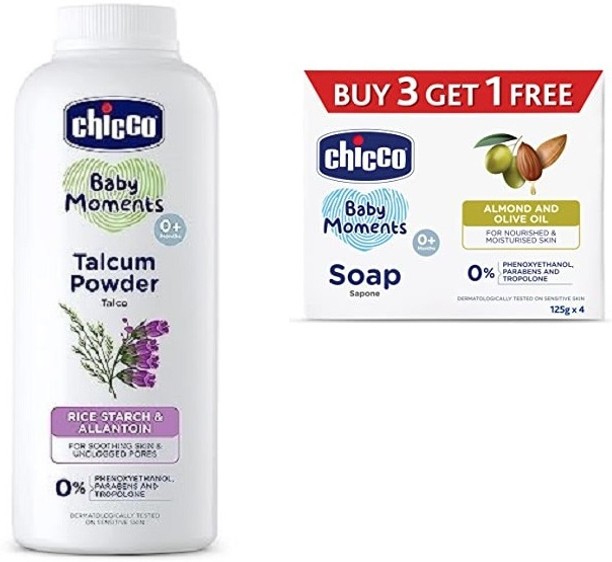 chicco
Baby
Moments
0+
months
Talcum
Powder
Talco
RICE STARCH &
ALLANTOIN
FOR SOOTHING SKIN &
UNCLOGGED PORES
0%
PHENOXYETHANOL,
PARABENS AND
TROPOLONE
DERMATOLOGICALLY TESTED
ON SENSITIVE SKIN
BUY 3 GET 1 FREE
chicco
Baby
Moments
0+
months
Soap
Sapone
ALMOND AND
OLIVE OIL
FOR NOURISHED &
MOISTURISED SKIN
0%
PHENOXYETHANOL,
PARABENS AND
TROPOLONE
DERMATOLOGICALLY TESTED ON SENSITIVE SKIN
125g x 4